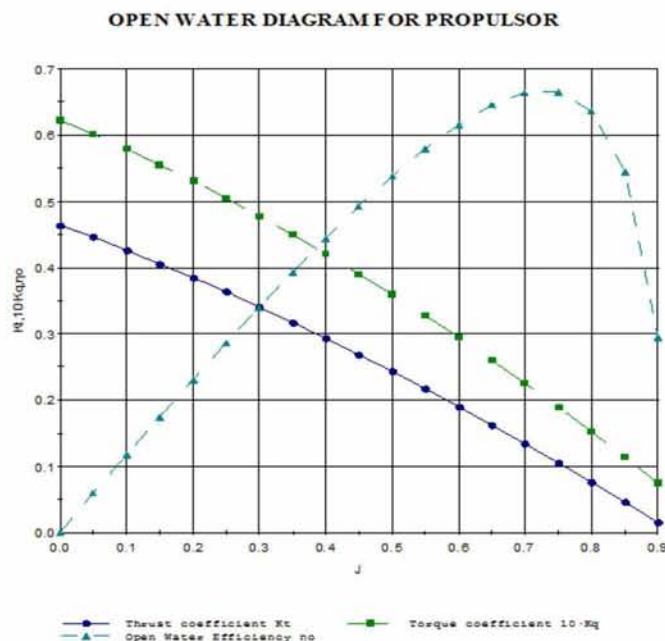 OPEN WATER DIAGRAM FOR PROPULSOR
0.7
0.6
0.5
0.4
0.3
0.2
0.1
0.0
0.0 0.1 0.2 0.3 0.4 0.5 0.6 0.7 0.8 0.9
J
Thrust coefficient Kt Torque coefficient 10·Kq
Open Water Efficiency no